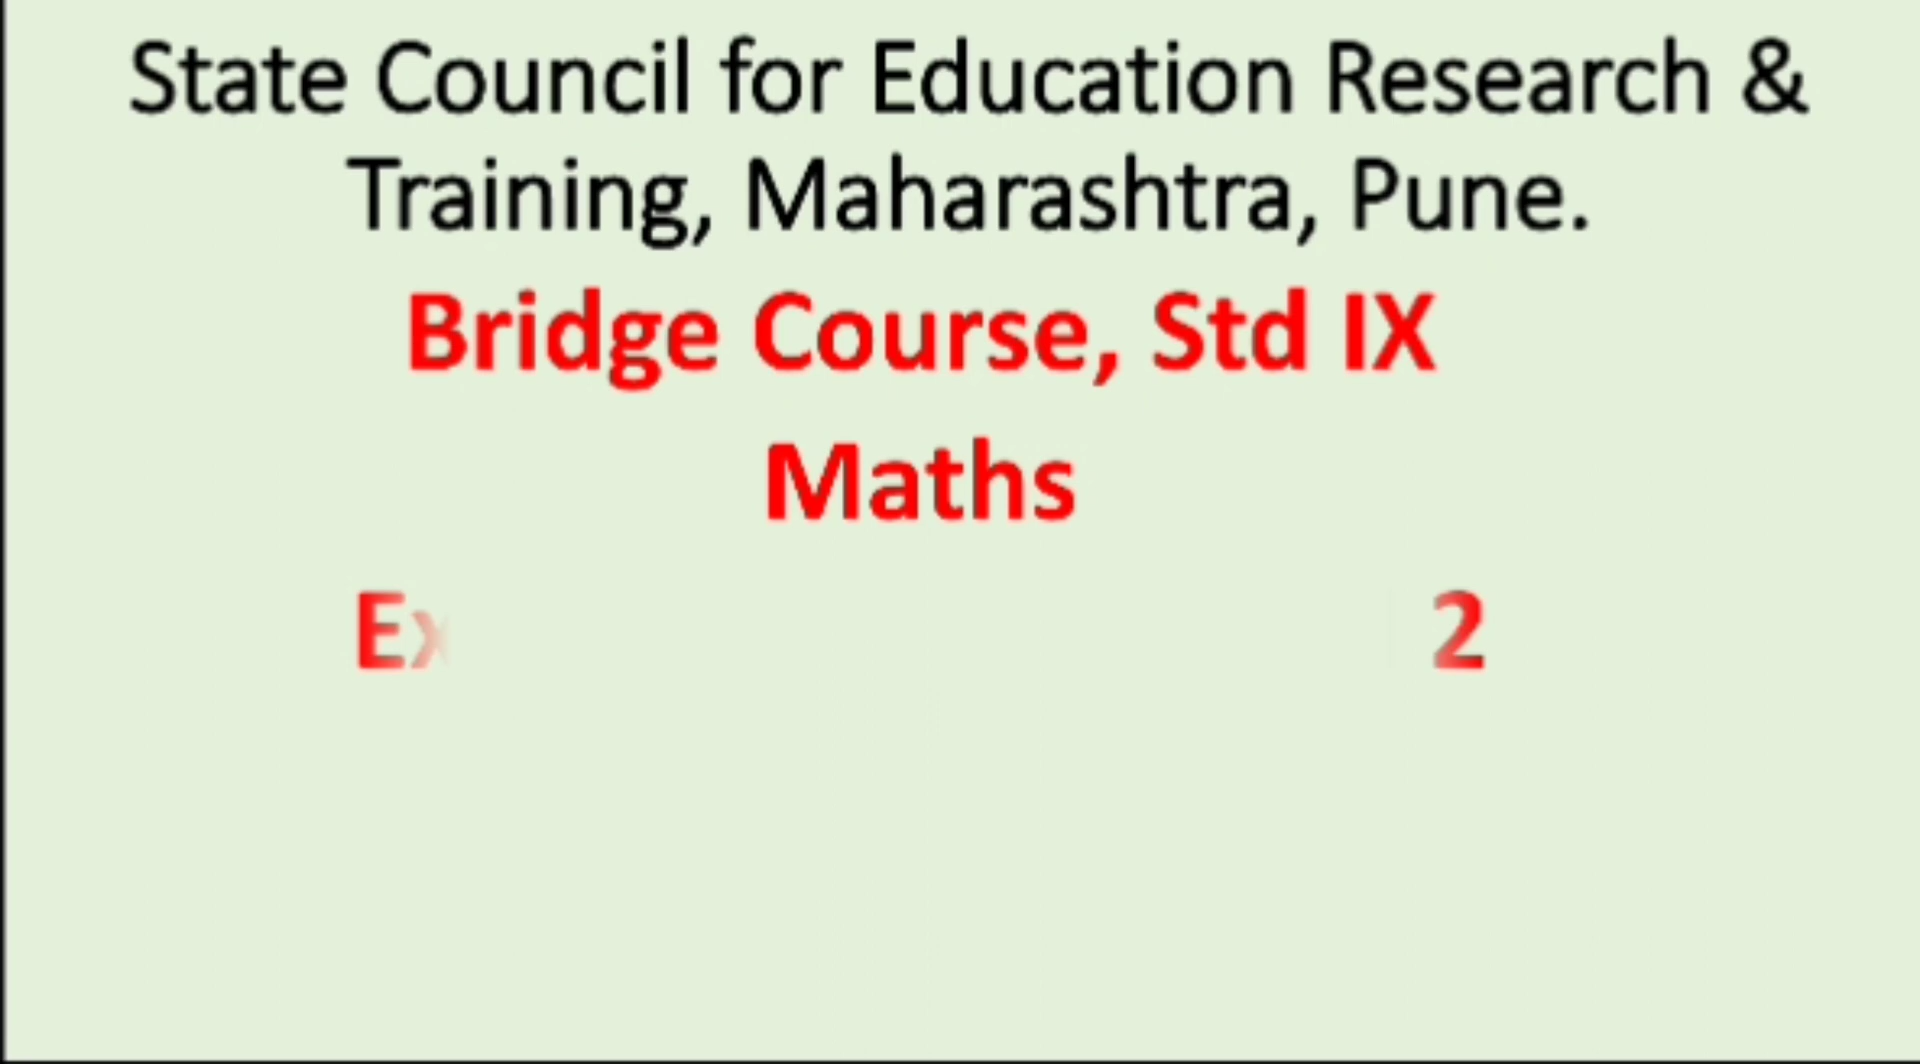 State Council for Education Research &
Training, Maharashtra, Pune.
Bridge Course, Std IX
Maths
2